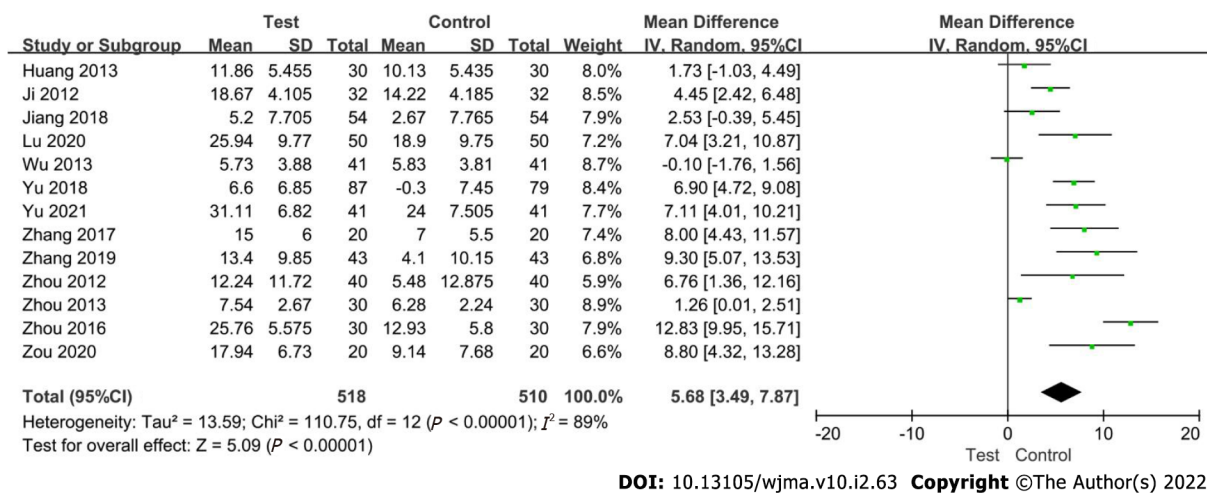 Test Control Mean Difference Mean Difference
Study or Subgroup Mean SD Total Mean SD Total Weight IV, Random, 95%CI IV, Random, 95%CI
Huang 2013 11.86 5.455 30 10.13 5.435 30 8.0% 1.73 [-1.03, 4.49]
Ji 2012 18.67 4.105 32 14.22 4.185 32 8.5% 4.45 [2.42, 6.48]
Jiang 2018 5.2 7.705 54 2.67 7.765 54 7.9% 2.53 [-0.39, 5.45]
Lu 2020 25.94 9.77 50 18.9 9.75 50 7.2% 7.04 [3.21, 10.87]
Wu 2013 5.73 3.88 41 5.83 3.81 41 8.7% -0.10 [-1.76, 1.56]
Yu 2018 6.6 6.85 87 -0.3 7.45 79 8.4% 6.90 [4.72, 9.08]
Yu 2021 31.11 6.82 41 24 7.505 41 7.7% 7.11 [4.01, 10.21]
Zhang 2017 15 6 20 7 5.5 20 7.4% 8.00 [4.43, 11.57]
Zhang 2019 13.4 9.85 43 4.1 10.15 43 6.8% 9.30 [5.07, 13.53]
Zhou 2012 12.24 11.72 40 5.48 12.875 40 5.9% 6.76 [1.36, 12.16]
Zhou 2013 7.54 2.67 30 6.28 2.24 30 8.9% 1.26 [0.01, 2.51]
Zhou 2016 25.76 5.575 30 12.93 5.8 30 7.9% 12.83 [9.95, 15.71]
Zou 2020 17.94 6.73 20 9.14 7.68 20 6.6% 8.80 [4.32, 13.28]
Total (95%CI) 518 510 100.0% 5.68 [3.49, 7.87]
Heterogeneity: Tau² = 13.59; Chi² = 110.75, df = 12 (P < 0.00001); I² = 89%
Test for overall effect: Z = 5.09 (P < 0.00001)
-20 -10 0 10 20
Test Control
DOI: 10.13105/wjma.v10.i2.63 Copyright ©The Author(s) 2022